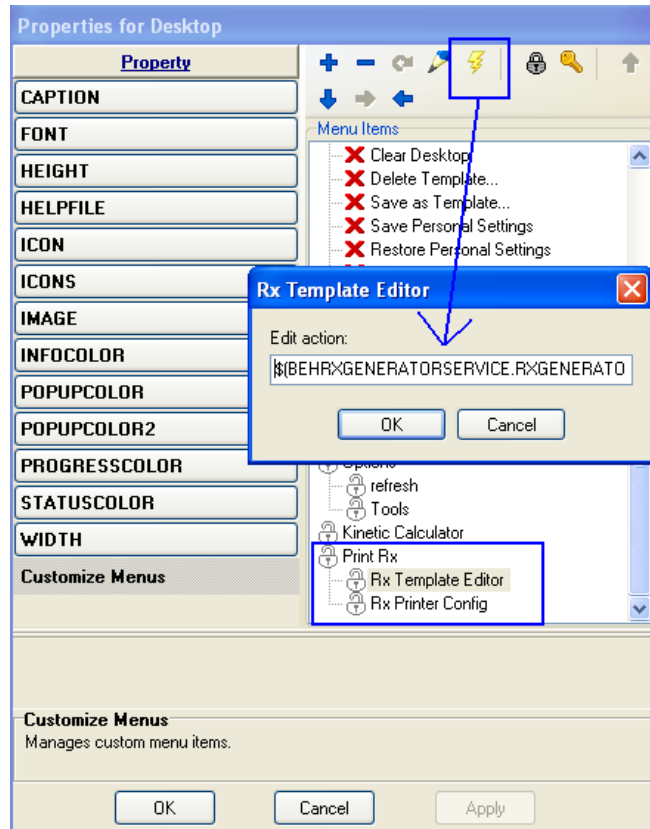 Properties for Desktop
Property
CAPTION
FONT
HEIGHT
HELPFILE
ICON
ICONS
IMAGE
INFOCOLOR
POPUPCOLOR
POPUPCOLOR2
PROGRESSCOLOR
STATUSCOLOR
WIDTH
Customize Menus
Menu Items
Clear Desktop
Delete Template...
Save as Template...
Save Personal Settings
Restore Personal Settings
Rx Template Editor
Edit action:
$(BEHRXGENERATORSERVICE.RXGENERATO
OK Cancel
Options
refresh
Tools
Kinetic Calculator
Print Rx
Rx Template Editor
Rx Printer Config
Customize Menus
Manages custom menu items.
OK Cancel Apply